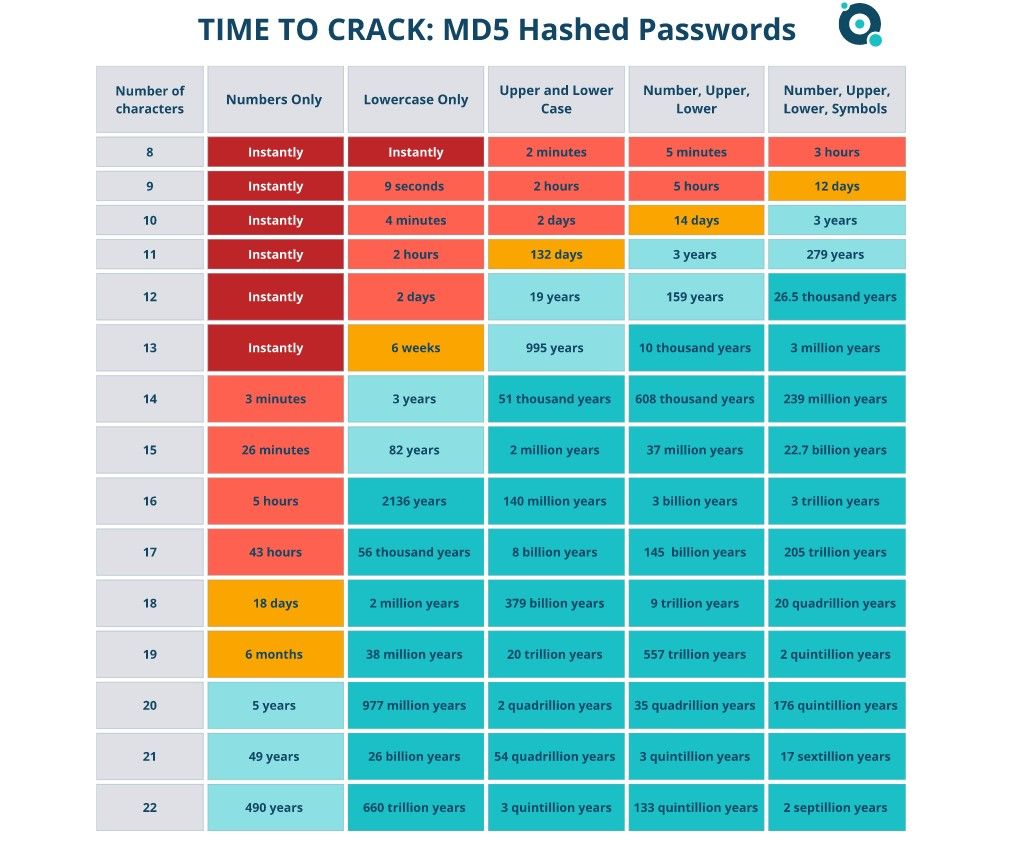 TIME TO CRACK: MD5 Hashed Passwords
Number of characters Numbers Only Lowercase Only Upper and Lower Case Number, Upper, Lower Number, Upper, Lower, Symbols
8 Instantly Instantly 2 minutes 5 minutes 3 hours
9 Instantly 9 seconds 2 hours 5 hours 12 days
10 Instantly 4 minutes 2 days 14 days 3 years
11 Instantly 2 hours 132 days 3 years 279 years
12 Instantly 2 days 19 years 159 years 26.5 thousand years
13 Instantly 6 weeks 995 years 10 thousand years 3 million years
14 3 minutes 3 years 51 thousand years 608 thousand years 239 million years
15 26 minutes 82 years 2 million years 37 million years 22.7 billion years
16 5 hours 2136 years 140 million years 3 billion years 3 trillion years
17 43 hours 56 thousand years 8 billion years 145 billion years 205 trillion years
18 18 days 2 million years 379 billion years 9 trillion years 20 quadrillion years
19 6 months 38 million years 20 trillion years 557 trillion years 2 quintillion years
20 5 years 977 million years 2 quadrillion years 35 quadrillion years 176 quintillion years
21 49 years 26 billion years 54 quadrillion years 3 quintillion years 17 sextillion years
22 490 years 660 trillion years 3 quintillion years 133 quintillion years 2 septillion years